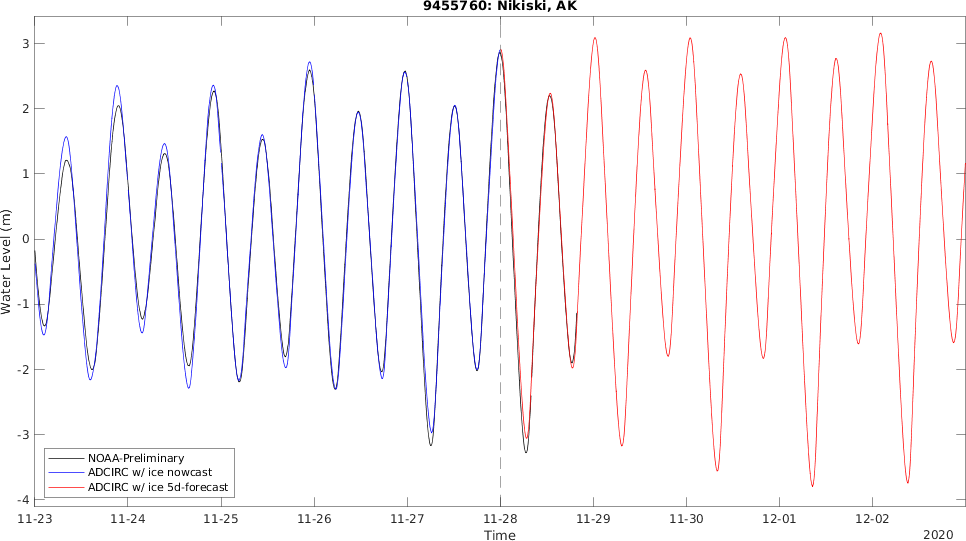 9455760: Nikiski, AK
Water Level (m)
3
2
1
0
-1
-2
-3
-4
NOAA-Preliminary
ADCIRC w/ ice nowcast
ADCIRC w/ ice 5d-forecast
11-23 11-24 11-25 11-26 11-27 11-28 11-29 11-30 12-01 12-02
Time
2020